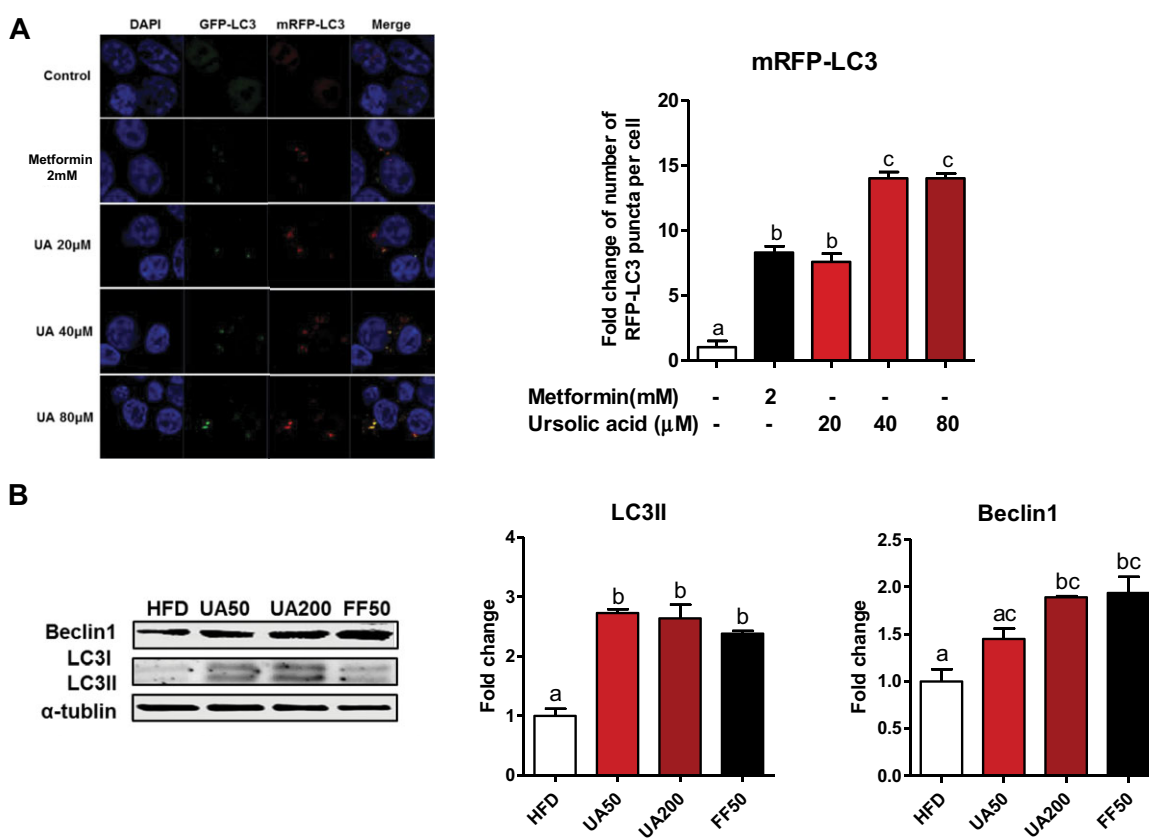 A
DAPI GFP-LC3 mRFP-LC3 Merge
Control
Metformin
2mM
UA 20μM
UA 40μM
UA 80μM
mRFP-LC3
Fold change of number of
RFP-LC3 puncta per cell
20
15
10
5
0
a b b c c
Metformin(mM) - 2 - - -
Ursolic acid (μM) - - 20 40 80
B
HFD UA50 UA200 FF50
Beclin1
LC3I
LC3II
α-tublin
LC3II
Fold change
4
3
2
1
0
a b b b
HFD UA50 UA200 FF50
Beclin1
Fold change
2.5
2.0
1.5
1.0
0.5
0.0
a ac bc bc
HFD UA50 UA200 FF50